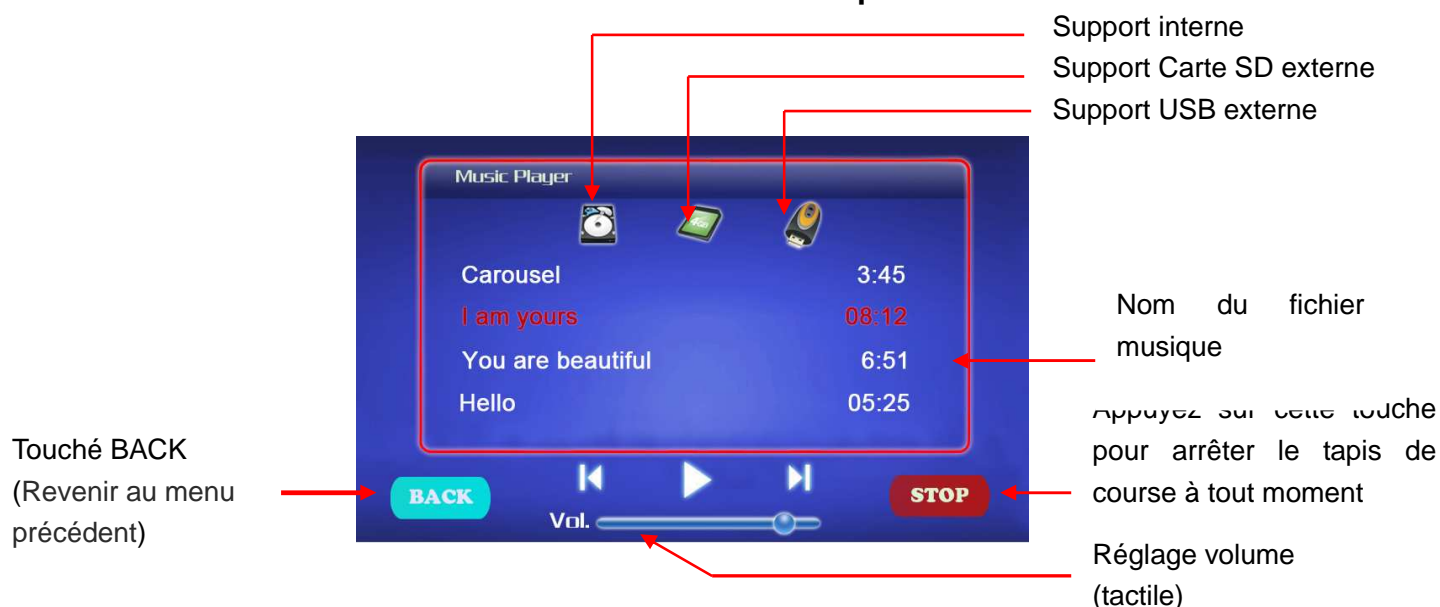 Support interne
Support Carte SD externe
Support USB externe
Music Player
4GB
Carousel 3:45
I am yours 08:12
You are beautiful 6:51
Hello 05:25
Nom du fichier
musique
Appuyez sur cette touche
pour arrêter le tapis de
course à tout moment
Touché BACK
(Revenir au menu
précédent)
BACK
STOP
Vol.
Réglage volume
(tactile)